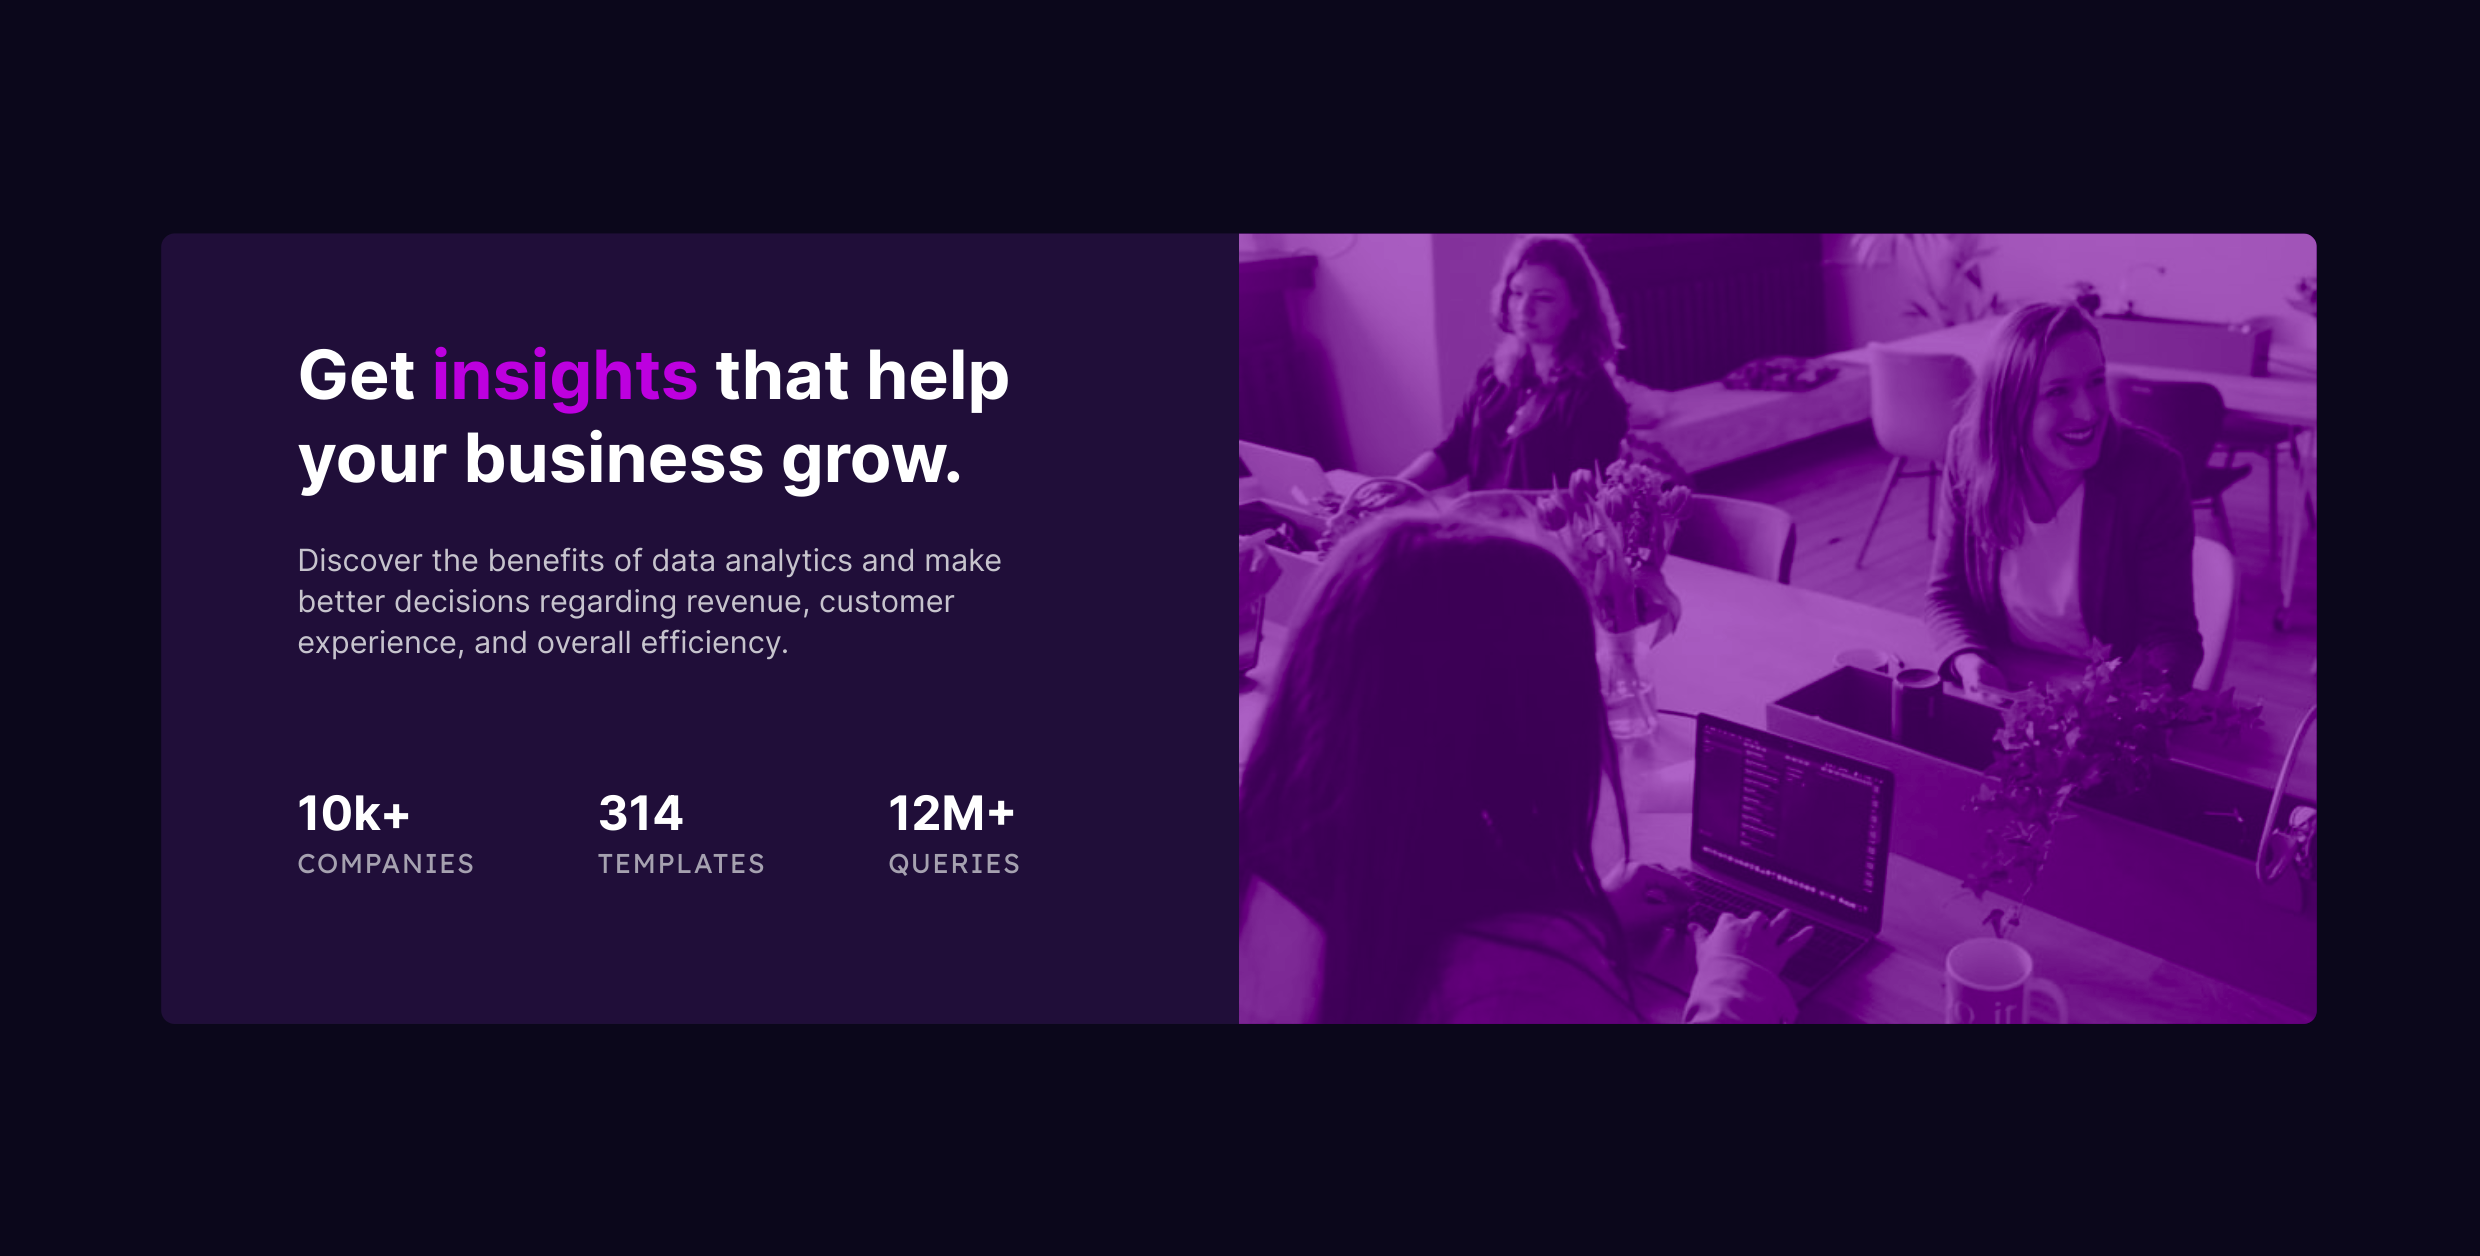 Get insights that help
your business grow.
Discover the benefits of data analytics and make
better decisions regarding revenue, customer
experience, and overall efficiency.
10k+
COMPANIES
314
TEMPLATES
12M+
QUERIES